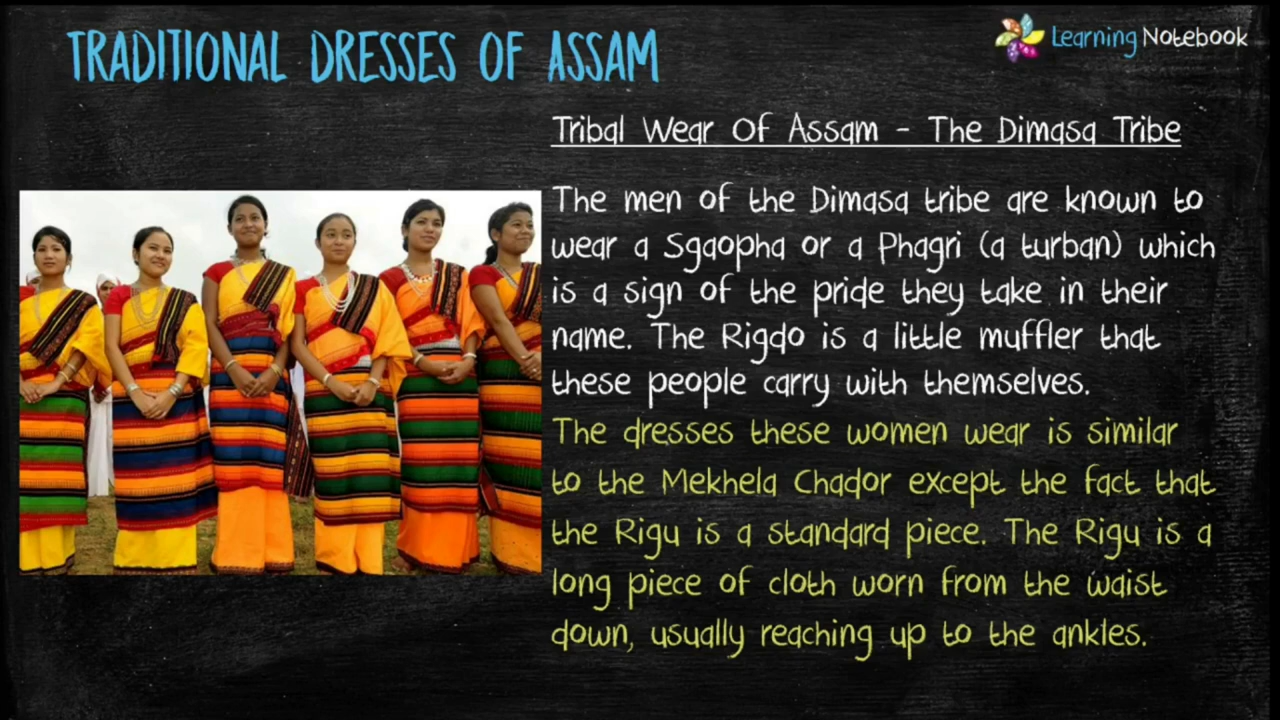 TRADITIONAL DRESSES OF ASSAM
Learning Notebook
Tribal Wear Of Assam - The Dimasa Tribe
The men of the Dimasa tribe are known to
wear a Sgaopha or a Phagri (a turban) which
is a sign of the pride they take in their
name. The Rigdo is a little muffler that
these people carry with themselves.
The dresses these women wear is similar
to the Mekhela Chador except the fact that
the Rigu is a standard piece. The Rigu is a
long piece of cloth worn from the waist
down, usually reaching up to the ankles.